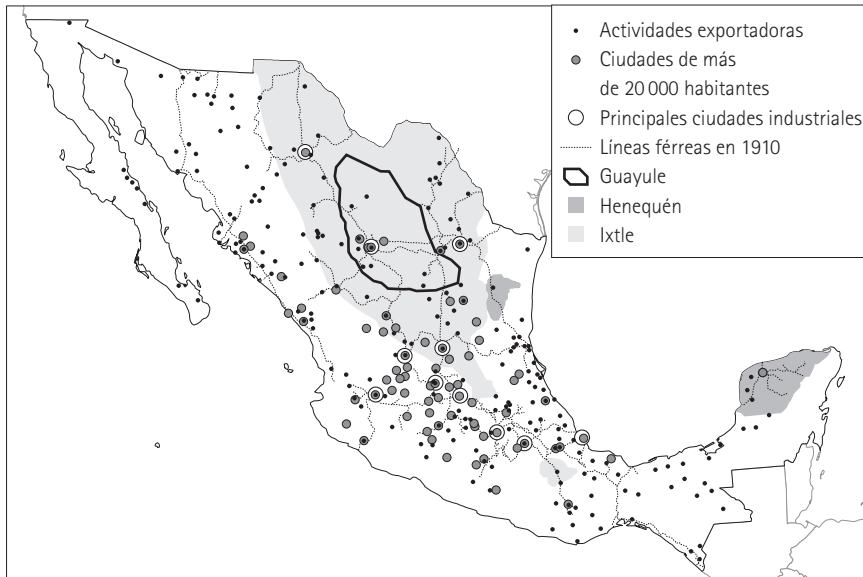 Actividades exportadoras
Ciudades de más
de 20 000 habitantes
Principales ciudades industriales
Líneas férreas en 1910
Guayule
Henequén
Ixtle